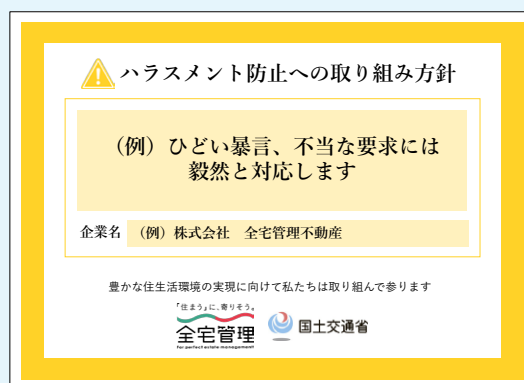 ハラスメント防止への取り組み方針
（例）ひどい暴言、不当な要求には
毅然と対応します
企業名 （例）株式会社　全宅管理不動産
豊かな住生活環境の実現に向けて私たちは取り組んで参ります
「住まう」に、寄りそう。
全宅管理
For perfect estate management
国土交通省